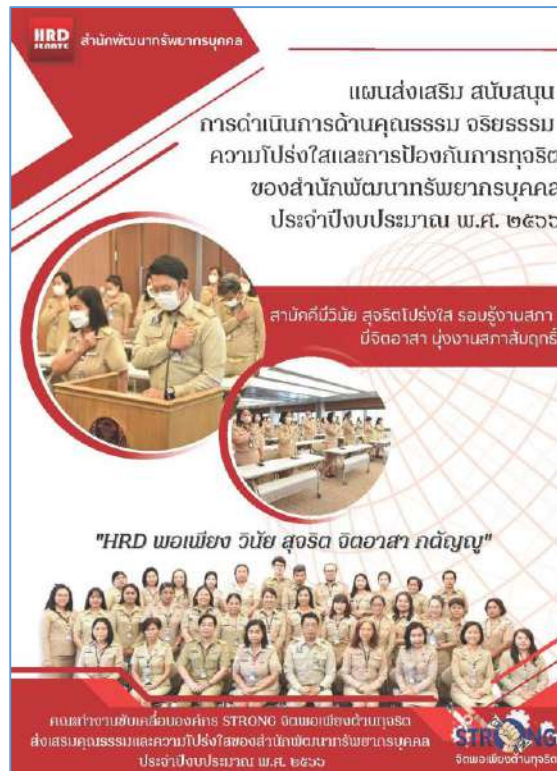 HRD
SENATE
สำนักพัฒนาทรัพยากรบุคคล
แผนส่งเสริม สนับสนุน
การดำเนินการด้านคุณธรรม จริยธรรม
ความโปร่งใสและการป้องกันการทุจริต
ของสำนักพัฒนาทรัพยากรบุคคล
ประจำปีงบประมาณ พ.ศ. ๒๕๖๖
สามัคคีมีวินัย สุจริตโปร่งใส รอบรู้งานสภา
มีจิตอาสา มุ่งงานสภาสัมฤทธิ์
"HRD พอเพียง วินัย สุจริต จิตอาสา กตัญญู"
คณะทำงานขับเคลื่อนองค์กร STRONG จิตพอเพียงต้านทุจริต
ส่งเสริมคุณธรรมและความโปร่งใสของสำนักพัฒนาทรัพยากรบุคคล
ประจำปีงบประมาณ พ.ศ. ๒๕๖๖
STRONG
จิตพอเพียงต้านทุจริต